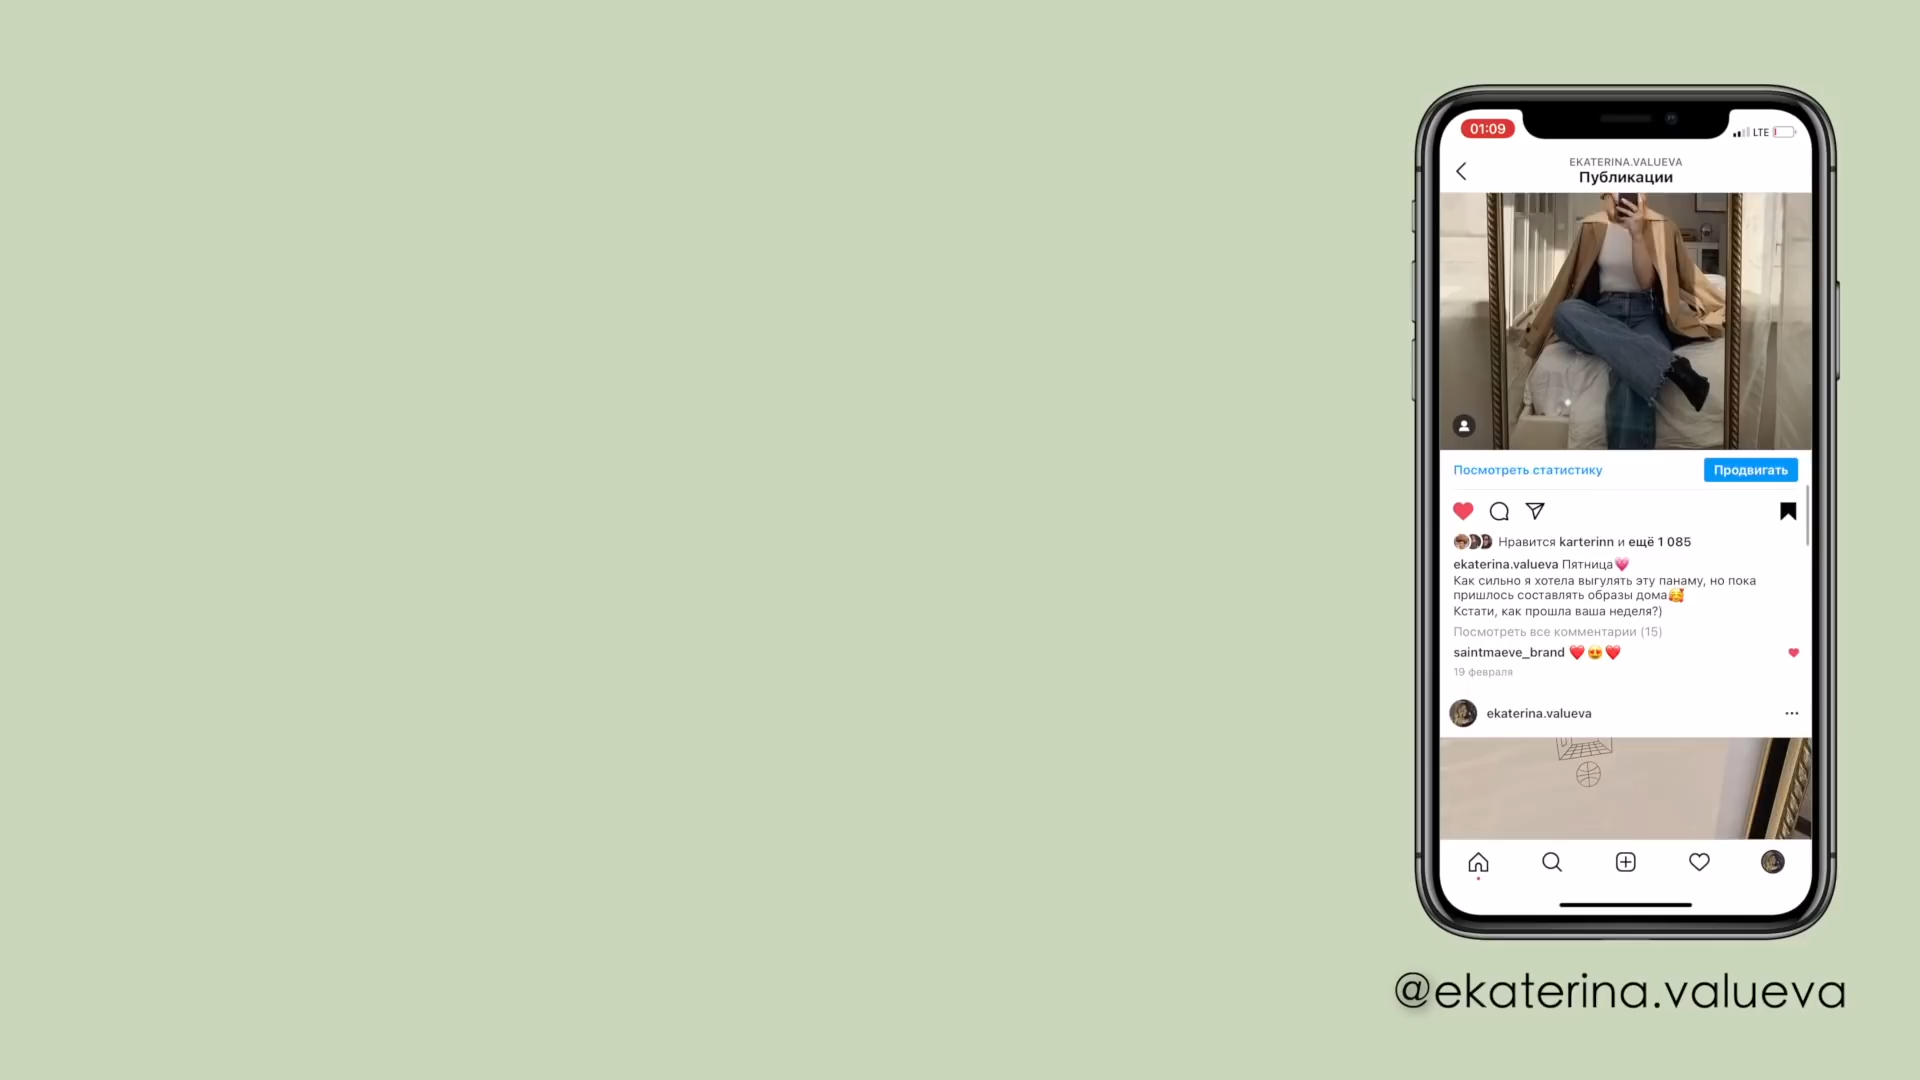 01:09
LTE
EKATERINA.VALUEVA
Публикации
Посмотреть статистику
Продвигать
Нравится karterinn и ещё 1 085
ekaterina.valueva Пятница💗
Как сильно я хотела выгулять эту панаму, но пока
пришлось составлять образы дома🥰
Кстати, как прошла ваша неделя?)
Посмотреть все комментарии (15)
saintmaeve_brand ❤️😍❤️
19 февраля
ekaterina.valueva
@ekaterina.valueva